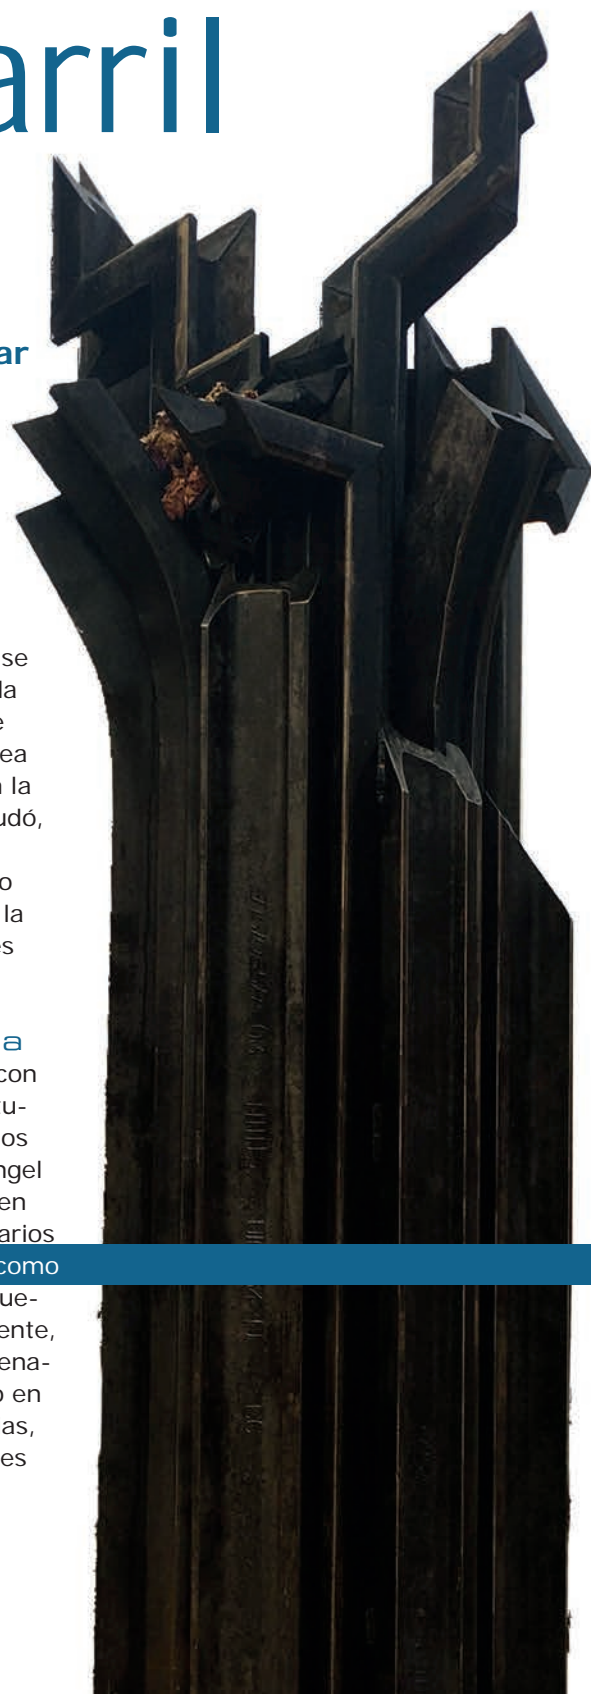 arril
ar
se
la
e
ea
la
udó,
o
la
es
a
con
tu-
os
ngel
en
arios
como
ue-
ente,
ena-
o en
as,
es